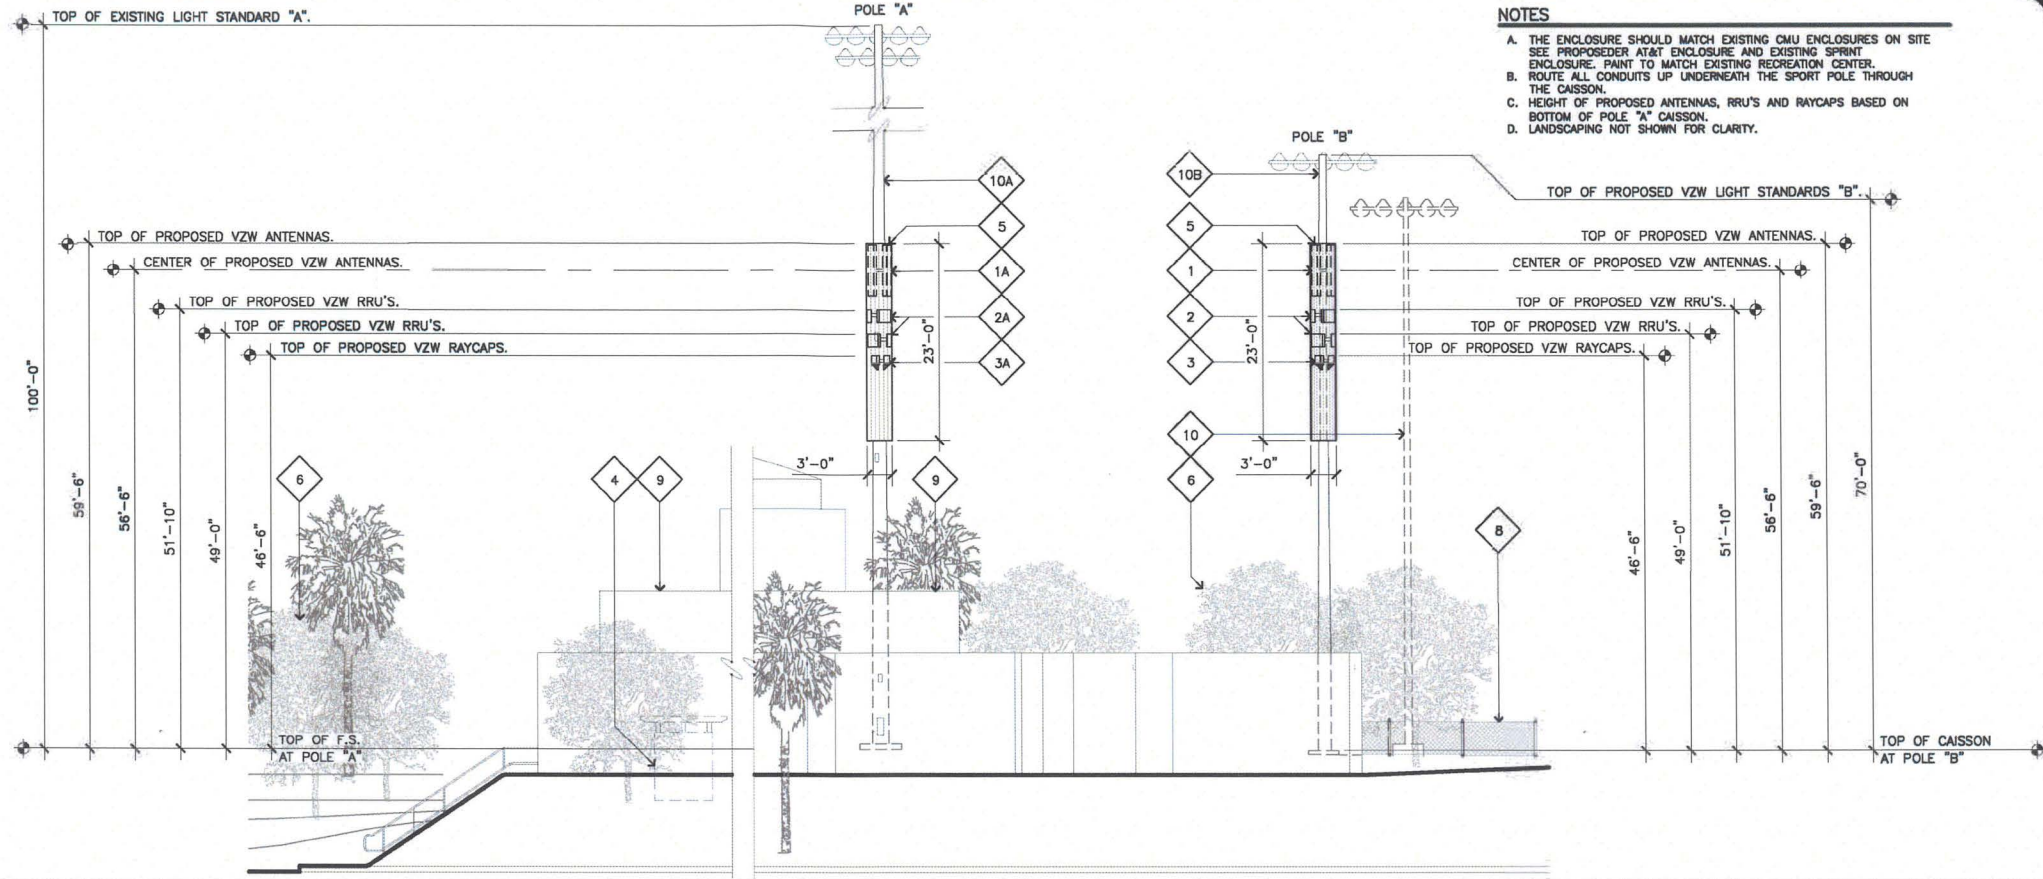 TOP OF EXISTING LIGHT STANDARD "A".
POLE "A"
NOTES
A. THE ENCLOSURE SHOULD MATCH EXISTING CMU ENCLOSURES ON SITE
SEE PROPOSEDER AT&T ENCLOSURE AND EXISTING SPRINT
ENCLOSURE. PAINT TO MATCH EXISTING RECREATION CENTER.
B. ROUTE ALL CONDUITS UP UNDERNEATH THE SPORT POLE THROUGH
THE CAISSON.
C. HEIGHT OF PROPOSED ANTENNAS, RRU'S AND RAYCAPS BASED ON
BOTTOM OF POLE "A" CAISSON.
D. LANDSCAPING NOT SHOWN FOR CLARITY.
POLE "B"
10A
10B
TOP OF PROPOSED VZW LIGHT STANDARDS "B".
5
5
TOP OF PROPOSED VZW ANTENNAS.
TOP OF PROPOSED VZW ANTENNAS.
CENTER OF PROPOSED VZW ANTENNAS.
1A
1
CENTER OF PROPOSED VZW ANTENNAS.
TOP OF PROPOSED VZW RRU'S.
2A
2
TOP OF PROPOSED VZW RRU'S.
TOP OF PROPOSED VZW RRU'S.
TOP OF PROPOSED VZW RRU'S.
TOP OF PROPOSED VZW RAYCAPS.
3A
3
TOP OF PROPOSED VZW RAYCAPS.
23'-0"
23'-0"
100'-0"
10
3'-0"
3'-0"
6
4
9
9
6
8
59'-6"
56'-6"
51'-10"
49'-0"
46'-6"
46'-6"
49'-0"
51'-10"
56'-6"
59'-6"
70'-0"
TOP OF F.S.
AT POLE "A"
TOP OF CAISSON
AT POLE "B"